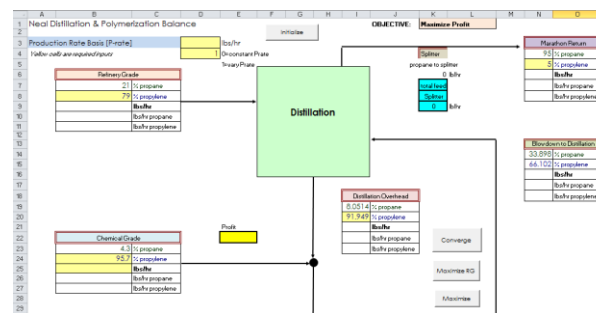 A B C D E F G H I J K L M N O
1 Neal Distillation & Polymerization Balance OBJECTIVE: Maximize Profit
2 Initialize
3 Production Rate Basis [P-rate] lbs/hr Marathon Return
4 Yellow cells are required inputs 1 0=constant Prate Splitter 95 % propane
5 1=vary Prate propane to splitter 5 % propylene
6 Refinery Grade 0 lb/hr lbs/hr
7 21 % propane total feed lbs/hr propane
8 79 % propylene Splitter lbs/hr propylene
9 lbs/hr 0 lb/hr
10 lbs/hr propane Distillation
11 lbs/hr propylene
12
13 Blowdown to Distillation
14 33.898 % propane
15 66.102 % propylene
16 lbs/hr
17 lbs/hr propane
18 Distillation Overhead lbs/hr propylene
19 8.0514 % propane
20 91.949 % propylene
21 Profit lbs/hr
22 Chemical Grade lbs/hr propane Converge
23 4.3 % propane lbs/hr propylene
24 95.7 % propylene
25 lbs/hr Maximize RG
26 lbs/hr propane
27 lbs/hr propylene
28 Maximize
29